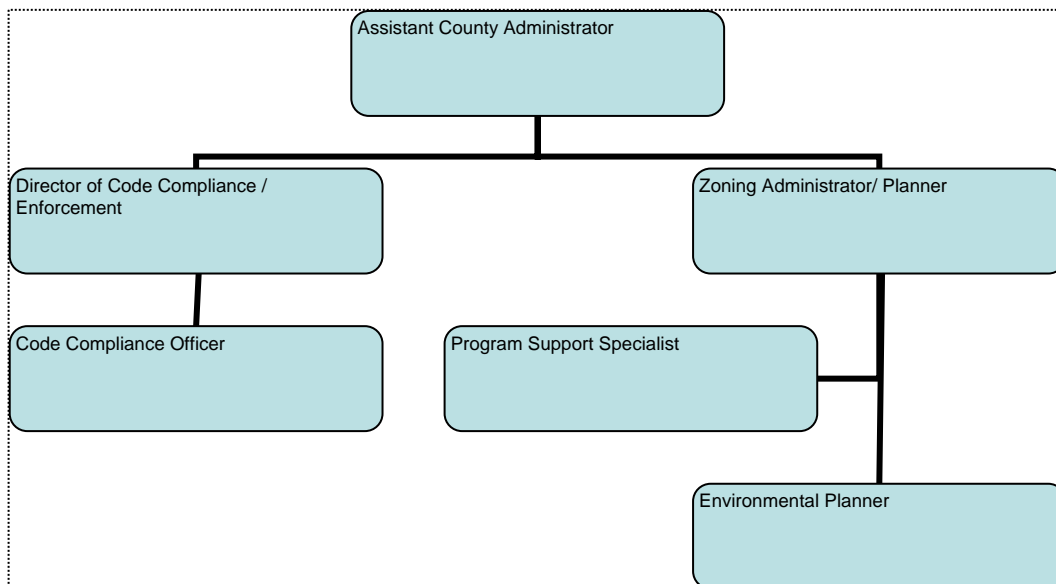 Assistant County Administrator
Director of Code Compliance /
Enforcement
Zoning Administrator/ Planner
Code Compliance Officer
Program Support Specialist
Environmental Planner